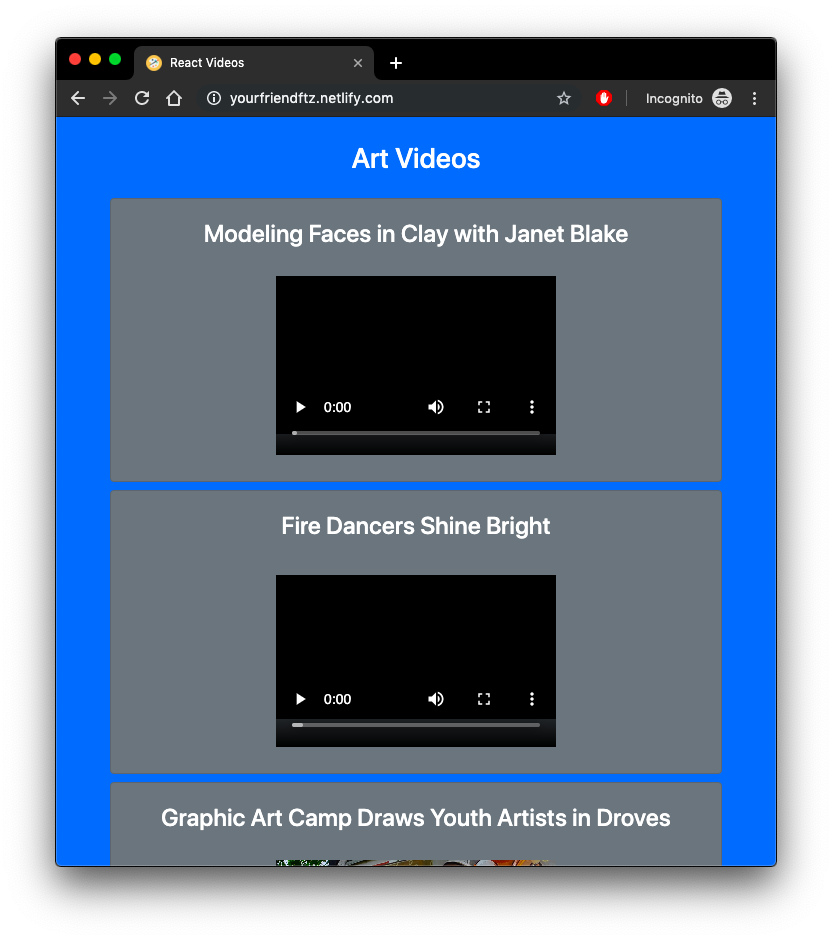 React Videos
yourfriendftz.netlify.com
Incognito
Art Videos
Modeling Faces in Clay with Janet Blake
0:00
Fire Dancers Shine Bright
0:00
Graphic Art Camp Draws Youth Artists in Droves